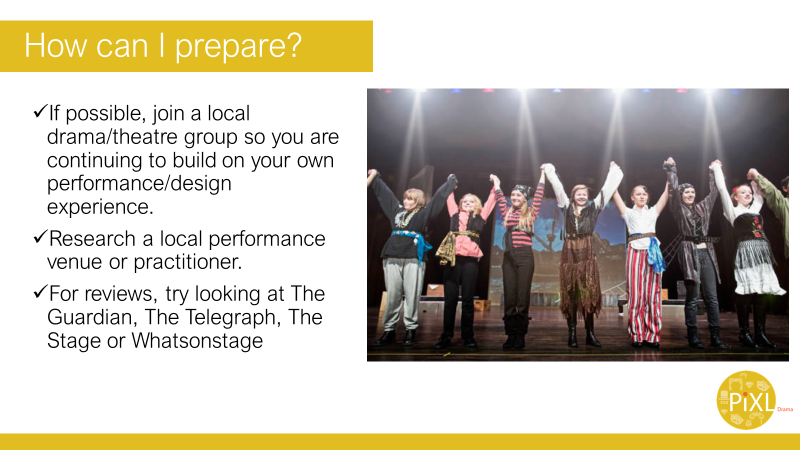 How can I prepare?
✓If possible, join a local
drama/theatre group so you are
continuing to build on your own
performance/design
experience.
✓Research a local performance
venue or practitioner.
✓For reviews, try looking at The
Guardian, The Telegraph, The
Stage or Whatsonstage
PiXL
Drama